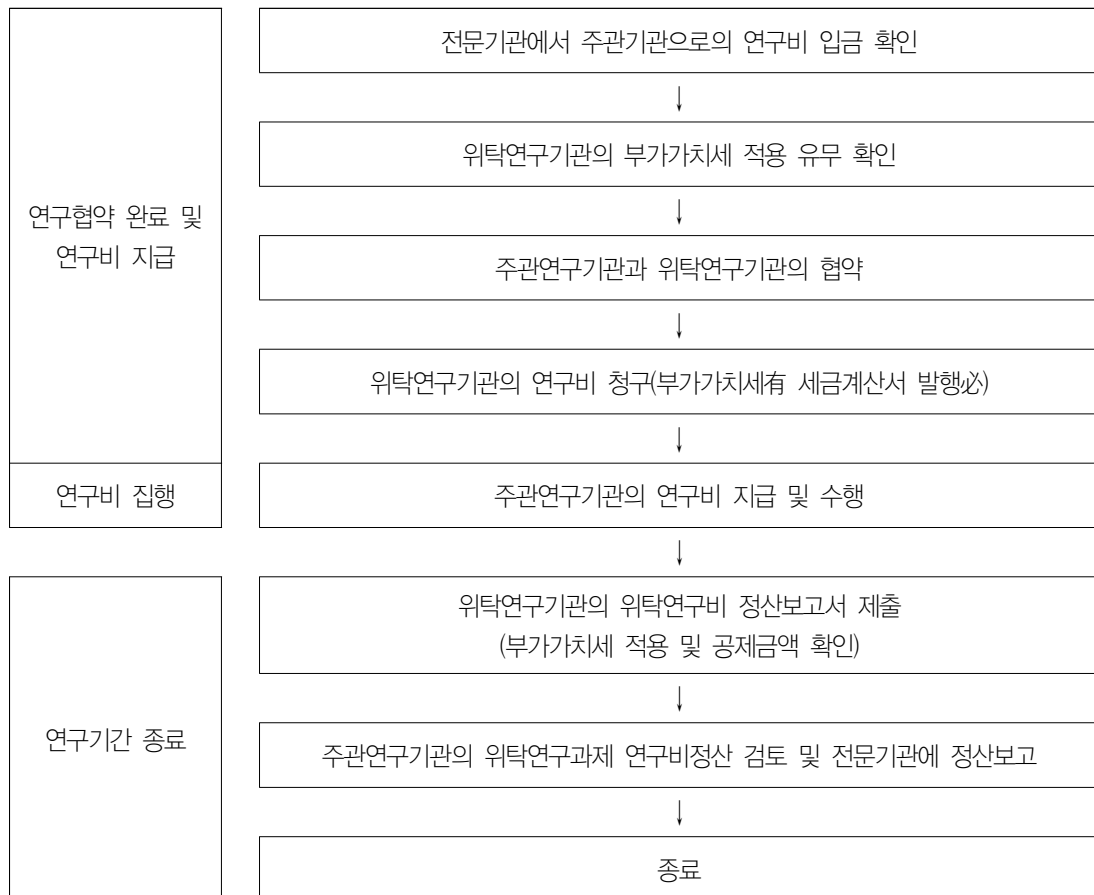 연구협약 완료 및
연구비 지급
전문기관에서 주관기관으로의 연구비 입금 확인
↓
위탁연구기관의 부가가치세 적용 유무 확인
↓
주관연구기관과 위탁연구기관의 협약
↓
위탁연구기관의 연구비 청구(부가가치세有 세금계산서 발행必)
↓
연구비 집행
주관연구기관의 연구비 지급 및 수행
↓
연구기간 종료
위탁연구기관의 위탁연구비 정산보고서 제출
(부가가치세 적용 및 공제금액 확인)
↓
주관연구기관의 위탁연구과제 연구비정산 검토 및 전문기관에 정산보고
↓
종료